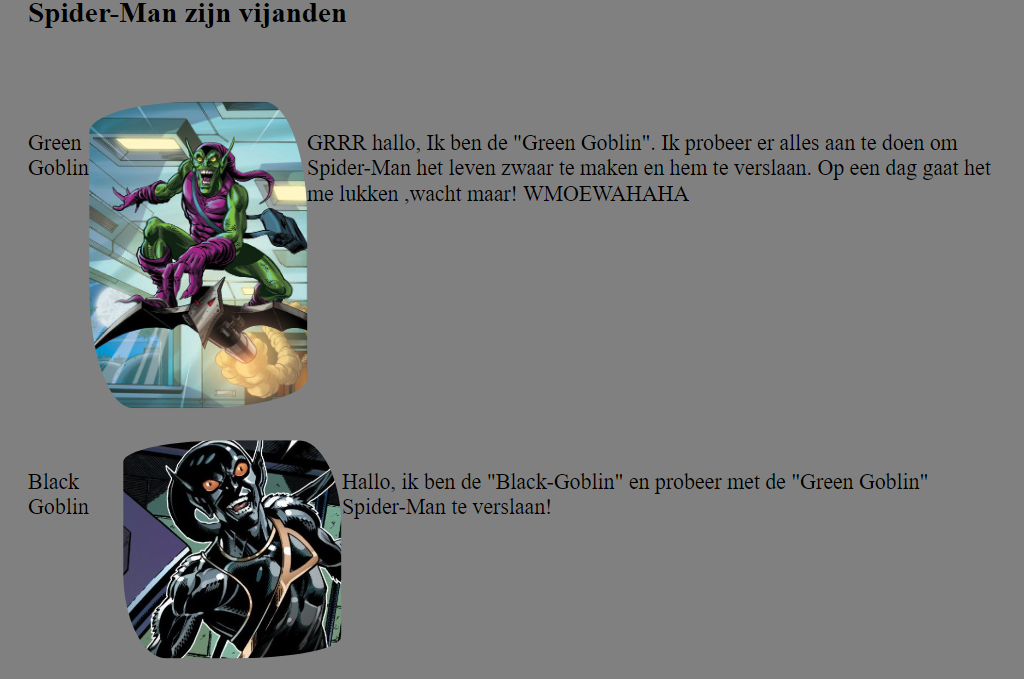 Spider-Man zijn vijanden
Green
Goblin
GRRR hallo, Ik ben de "Green Goblin". Ik probeer er alles aan te doen om
Spider-Man het leven zwaar te maken en hem te verslaan. Op een dag gaat het
me lukken ,wacht maar! WMOEWAHAHA
Black
Goblin
Hallo, ik ben de "Black-Goblin" en probeer met de "Green Goblin"
Spider-Man te verslaan!